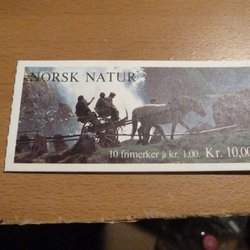 NORSK NATUR
10 frimerker à kr. 1.00. Kr. 10,00